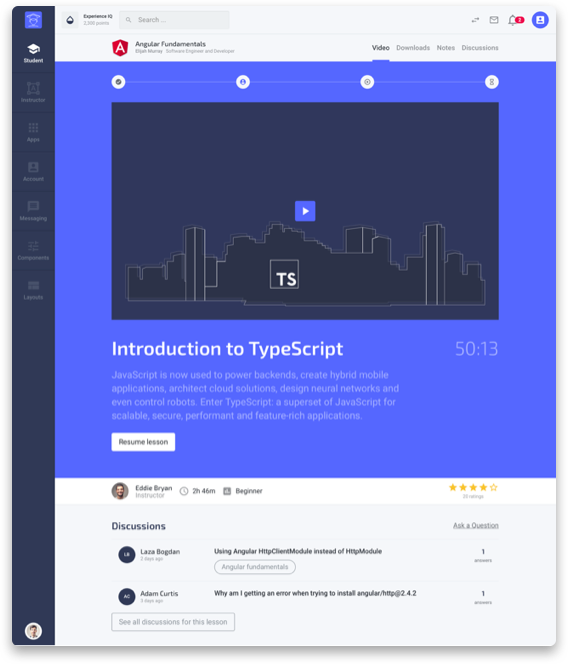 Experience IQ
2,300 points
Search ...
2
Student
Instructor
Apps
Account
Messaging
Components
Layouts
Angular Fundamentals
Elijah Murray Software Engineer and Developer
Video Downloads Notes Discussions
TS
Introduction to TypeScript
50:13
JavaScript is now used to power backends, create hybrid mobile
applications, architect cloud solutions, design neural networks and
even control robots. Enter TypeScript: a superset of JavaScript for
scalable, secure, performant and feature-rich applications.
Resume lesson
Eddie Bryan
Instructor
2h 46m
Beginner
20 ratings
Discussions
Ask a Question
LB
Laza Bogdan
2 days ago
Using Angular HttpClientModule instead of HttpModule
Angular fundamentals
1
answers
AC
Adam Curtis
3 days ago
Why am I getting an error when trying to install angular/http@2.4.2
1
answers
See all discussions for this lesson